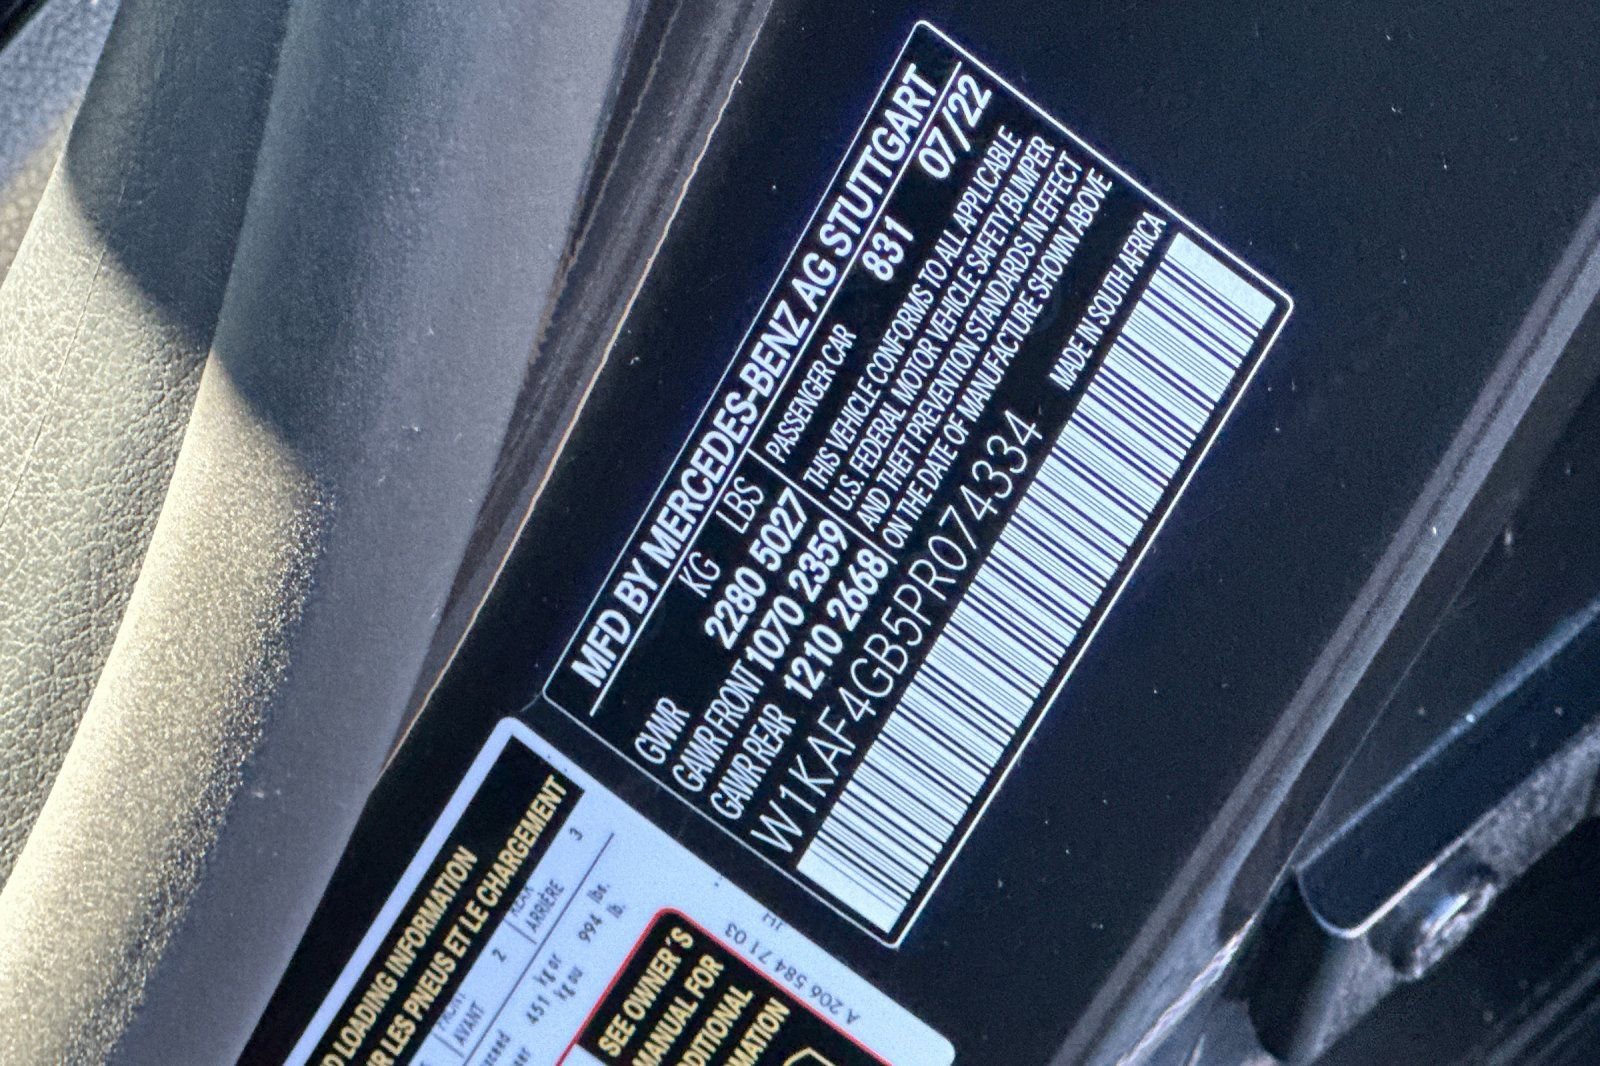 MFD BY MERCEDES-BENZ AG STUTTGART
KG LBS
GVWR 2280 5027
GAWR FRONT 1070 2359
GAWR REAR 1210 2668
PASSENGER CAR 831 07/22
THIS VEHICLE CONFORMS TO ALL APPLICABLE
U.S. FEDERAL MOTOR VEHICLE SAFETY,BUMPER
AND THEFT PREVENTION STANDARDS IN EFFECT
ON THE DATE OF MANUFACTURE SHOWN ABOVE
W1KAF4GB5PR074334 MADE IN SOUTH AFRICA
LOADING INFORMATION
LES PNEUS ET LE CHARGEMENT
2 REAR 3
AVANT ARRIÈRE
451 kg or 994 lbs.
kg ou lb.
SEE OWNER'S
MANUAL FOR
A 206 584 71 03